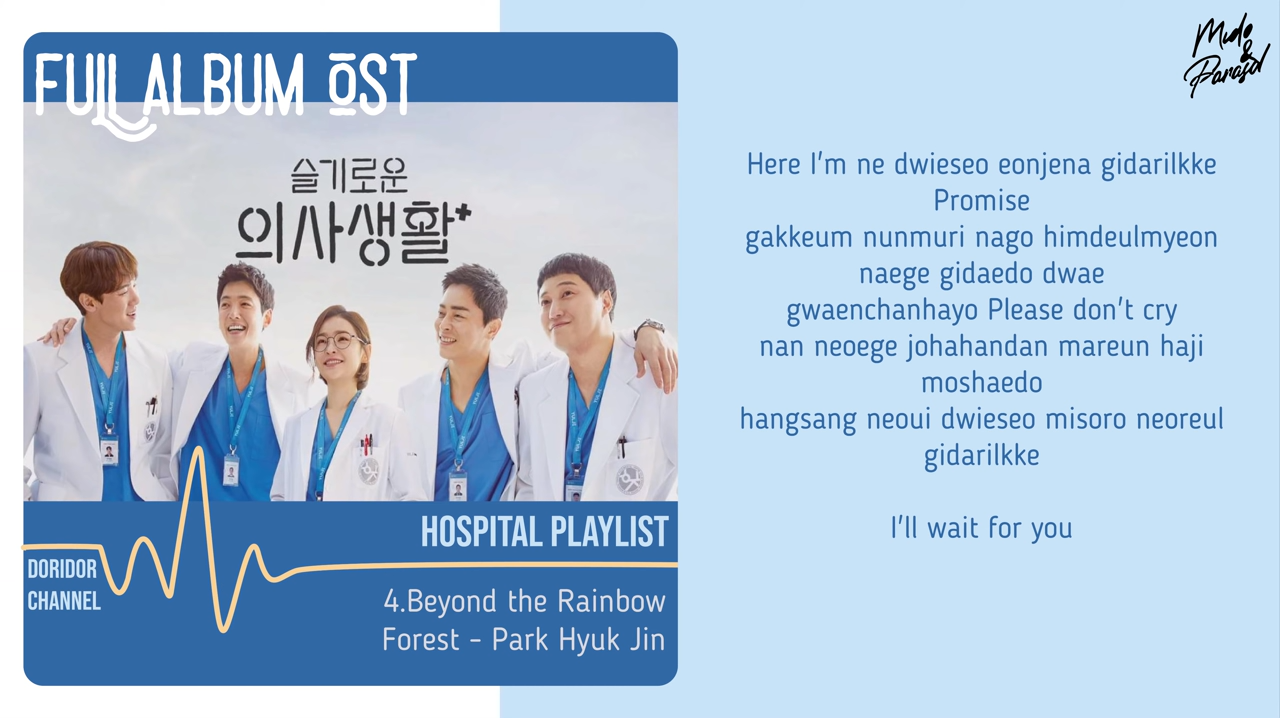 FULL ALBUM OST
슬기로운
의사생활+
HOSPITAL PLAYLIST
DORIDOR
CHANNEL
4.Beyond the Rainbow
Forest - Park Hyuk Jin
Mido
&
Parasol
Here I'm ne dwieseo eonjena gidarilkke
Promise
gakkeum nunmuri nago himdeulmyeon
naege gidaedo dwae
gwaenchanhayo Please don't cry
nan neoege johahandan mareun haji
moshaedo
hangsang neoui dwieseo misoro neoreul
gidarilkke
I'll wait for you